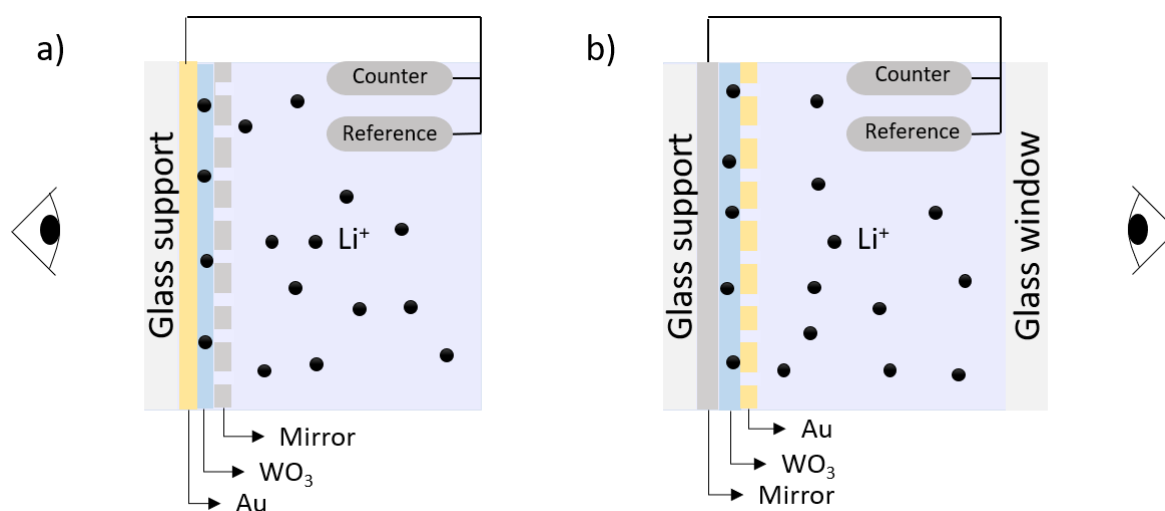 a)
Counter
Reference
Glass support
Li⁺
Mirror
WO₃
Au
b)
Counter
Reference
Glass support
Li⁺
Glass window
Au
WO₃
Mirror